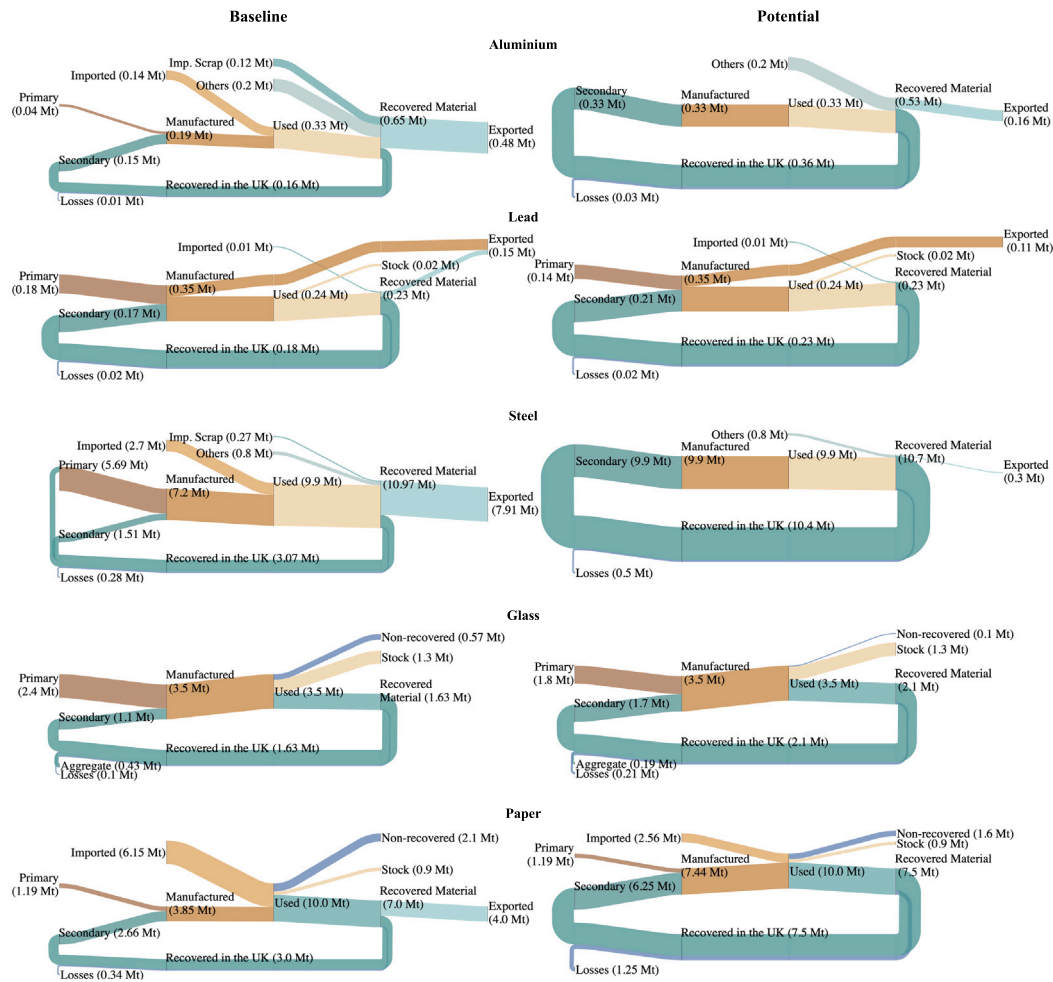 Baseline
Potential
Aluminium
Imp. Scrap (0.12 Mt)
Imported (0.14 Mt)
Others (0.2 Mt)
Primary
(0.04 Mt)
Recovered Material
(0.65 Mt)
Manufactured
(0.19 Mt)
Used (0.33 Mt)
Exported
(0.48 Mt)
Secondary (0.15 Mt)
Recovered in the UK (0.16 Mt)
Losses (0.01 Mt)
Others (0.2 Mt)
Secondary
(0.33 Mt)
Manufactured
(0.33 Mt)
Used (0.33 Mt)
Recovered Material
(0.53 Mt)
Exported
(0.16 Mt)
Recovered in the UK (0.36 Mt)
Losses (0.03 Mt)
Lead
Imported (0.01 Mt)
Exported
(0.15 Mt)
Stock (0.02 Mt)
Primary
(0.18 Mt)
Manufactured
(0.35 Mt)
Used (0.24 Mt)
Recovered Material
(0.23 Mt)
Secondary (0.17 Mt)
Recovered in the UK (0.18 Mt)
Losses (0.02 Mt)
Imported (0.01 Mt)
Exported
(0.11 Mt)
Stock (0.02 Mt)
Primary
(0.14 Mt)
Manufactured
(0.35 Mt)
Used (0.24 Mt)
Recovered Material
(0.23 Mt)
Secondary (0.21 Mt)
Recovered in the UK (0.23 Mt)
Losses (0.02 Mt)
Steel
Imp. Scrap (0.27 Mt)
Imported (2.7 Mt)
Others (0.8 Mt)
Primary (5.69 Mt)
Recovered Material
(10.97 Mt)
Manufactured
(7.2 Mt)
Used (9.9 Mt)
Exported
(7.91 Mt)
Secondary (1.51 Mt)
Recovered in the UK (3.07 Mt)
Losses (0.28 Mt)
Others (0.8 Mt)
Secondary (9.9 Mt)
Manufactured
(9.9 Mt)
Used (9.9 Mt)
Recovered Material
(10.7 Mt)
Exported
(0.3 Mt)
Recovered in the UK (10.4 Mt)
Losses (0.5 Mt)
Glass
Non-recovered (0.57 Mt)
Stock (1.3 Mt)
Primary
(2.4 Mt)
Manufactured
(3.5 Mt)
Used (3.5 Mt)
Recovered
Material (1.63 Mt)
Secondary (1.1 Mt)
Recovered in the UK (1.63 Mt)
Aggregate (0.43 Mt)
Losses (0.1 Mt)
Non-recovered (0.1 Mt)
Stock (1.3 Mt)
Primary
(1.8 Mt)
Manufactured
(3.5 Mt)
Used (3.5 Mt)
Recovered Material
(2.1 Mt)
Secondary (1.7 Mt)
Recovered in the UK (2.1 Mt)
Aggregate (0.19 Mt)
Losses (0.21 Mt)
Paper
Non-recovered (2.1 Mt)
Imported (6.15 Mt)
Stock (0.9 Mt)
Primary
(1.19 Mt)
Manufactured
(3.85 Mt)
Used (10.0 Mt)
Recovered Material
(7.0 Mt)
Exported
(4.0 Mt)
Secondary (2.66 Mt)
Recovered in the UK (3.0 Mt)
Losses (0.34 Mt)
Non-recovered (1.6 Mt)
Imported (2.56 Mt)
Stock (0.9 Mt)
Primary
(1.19 Mt)
Manufactured
(7.44 Mt)
Used (10.0 Mt)
Recovered Material
(7.5 Mt)
Secondary (6.25 Mt)
Recovered in the UK (7.5 Mt)
Losses (1.25 Mt)